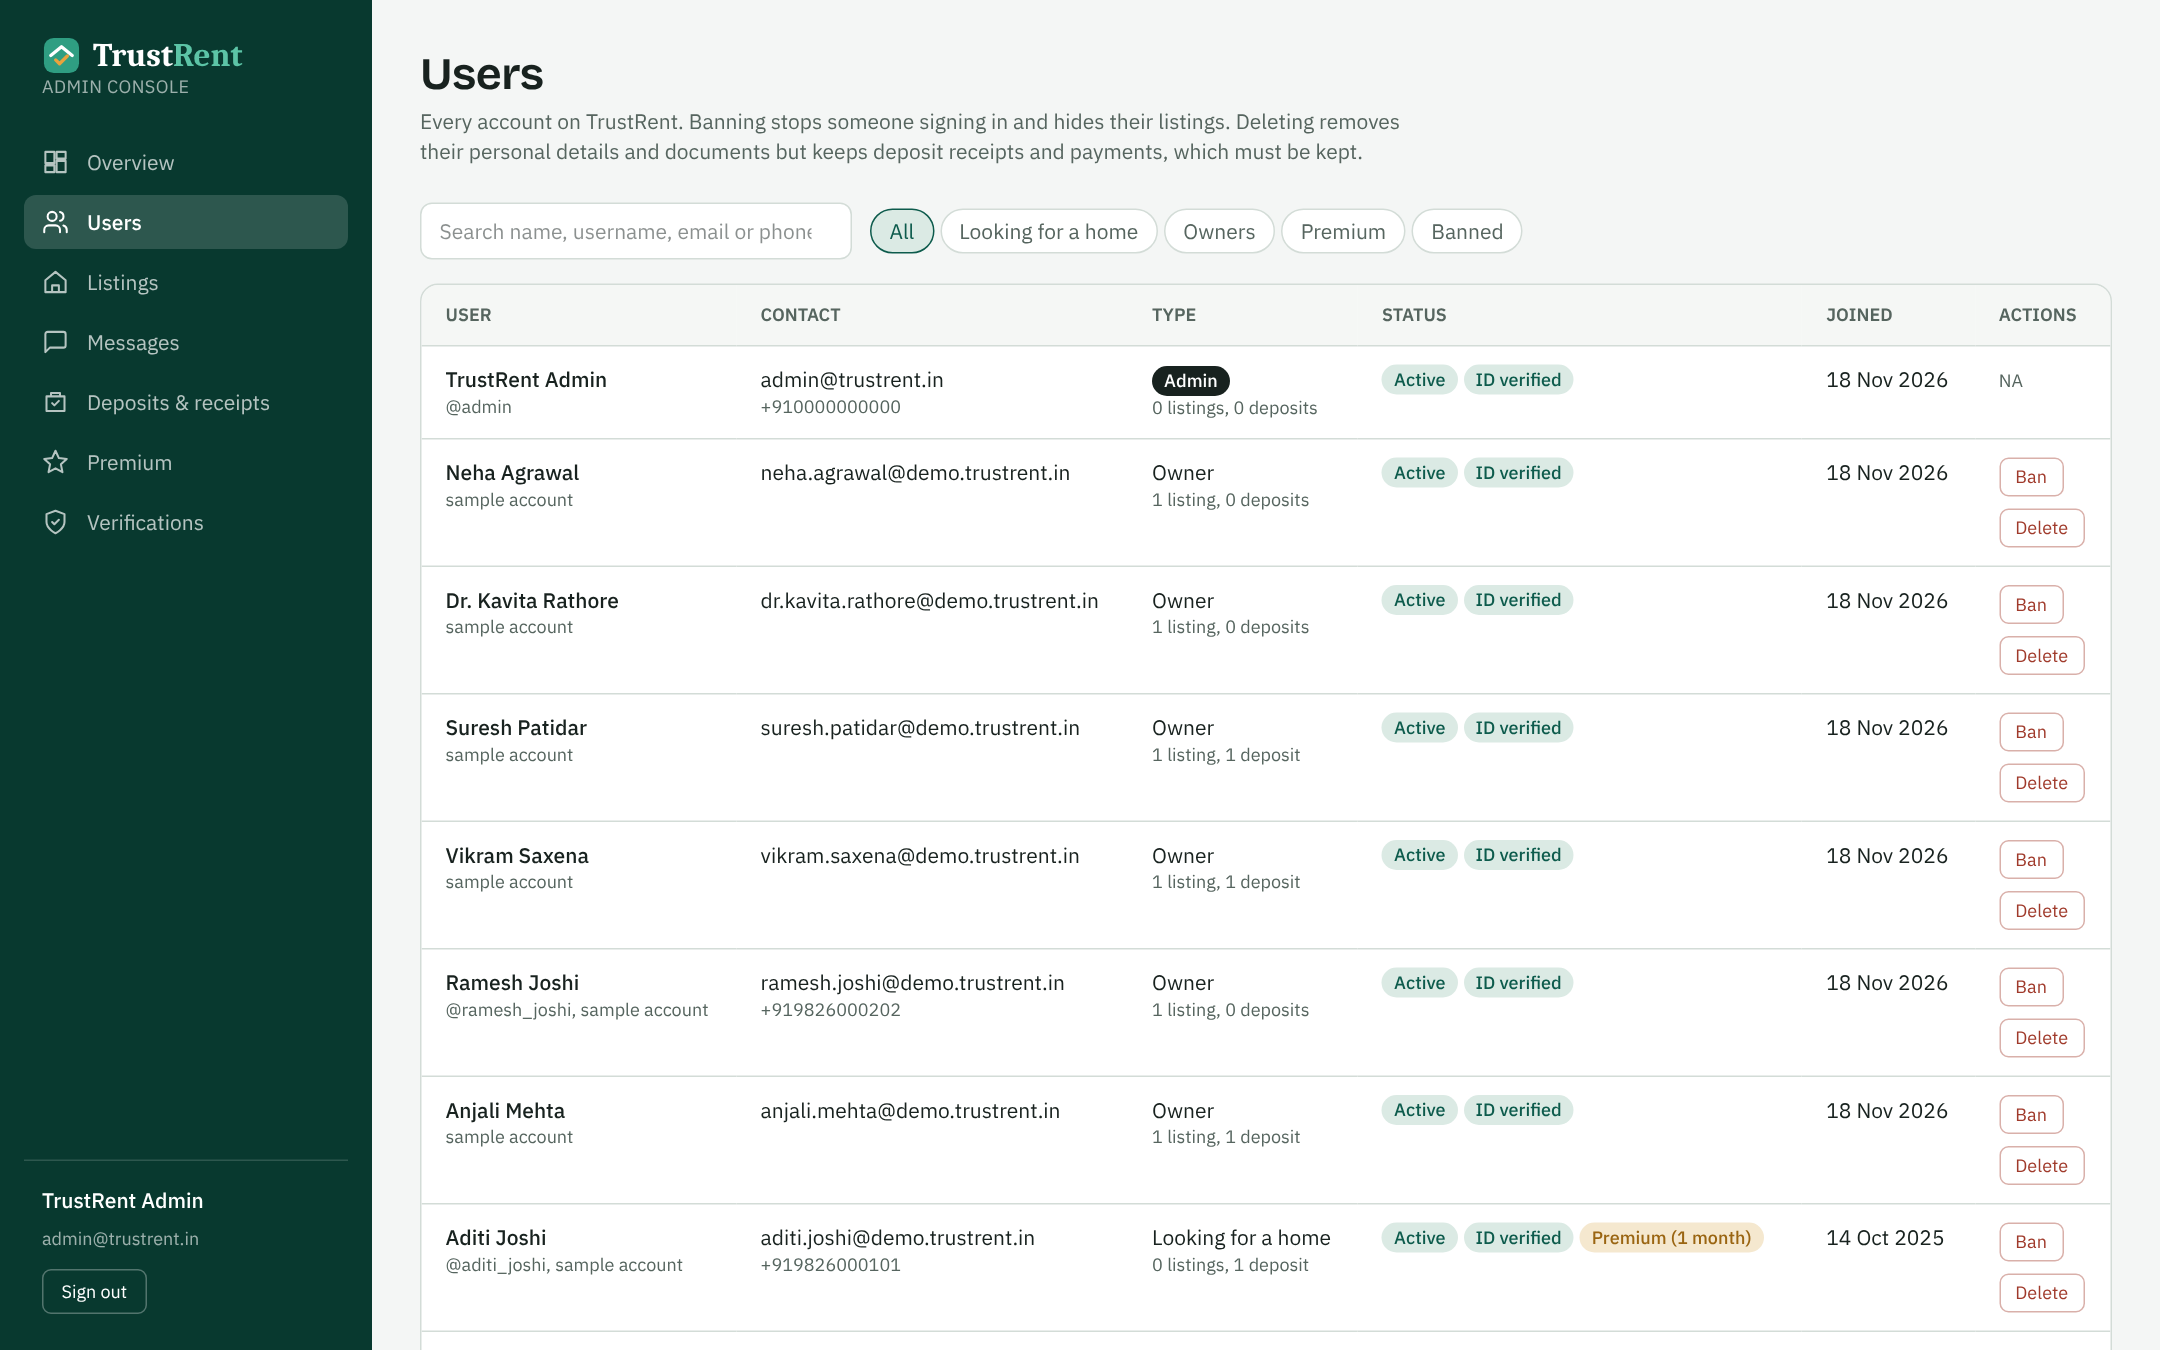 TrustRent
ADMIN CONSOLE
Overview
Users
Listings
Messages
Deposits & receipts
Premium
Verifications
TrustRent Admin
admin@trustrent.in
Sign out
Users
Every account on TrustRent. Banning stops someone signing in and hides their listings. Deleting removes
their personal details and documents but keeps deposit receipts and payments, which must be kept.
Search name, username, email or phone
All Looking for a home Owners Premium Banned
USER CONTACT TYPE STATUS JOINED ACTIONS
TrustRent Admin admin@trustrent.in Admin Active ID verified 18 Nov 2026 NA
@admin +910000000000 0 listings, 0 deposits
Neha Agrawal neha.agrawal@demo.trustrent.in Owner Active ID verified 18 Nov 2026 Ban
sample account 1 listing, 0 deposits
Delete
Dr. Kavita Rathore dr.kavita.rathore@demo.trustrent.in Owner Active ID verified 18 Nov 2026 Ban
sample account 1 listing, 0 deposits
Delete
Suresh Patidar suresh.patidar@demo.trustrent.in Owner Active ID verified 18 Nov 2026 Ban
sample account 1 listing, 1 deposit
Delete
Vikram Saxena vikram.saxena@demo.trustrent.in Owner Active ID verified 18 Nov 2026 Ban
sample account 1 listing, 1 deposit
Delete
Ramesh Joshi ramesh.joshi@demo.trustrent.in Owner Active ID verified 18 Nov 2026 Ban
@ramesh_joshi, sample account +919826000202 1 listing, 0 deposits
Delete
Anjali Mehta anjali.mehta@demo.trustrent.in Owner Active ID verified 18 Nov 2026 Ban
sample account 1 listing, 1 deposit
Delete
Aditi Joshi aditi.joshi@demo.trustrent.in Looking for a home Active ID verified Premium (1 month) 14 Oct 2025 Ban
@aditi_joshi, sample account +919826000101 0 listings, 1 deposit
Delete